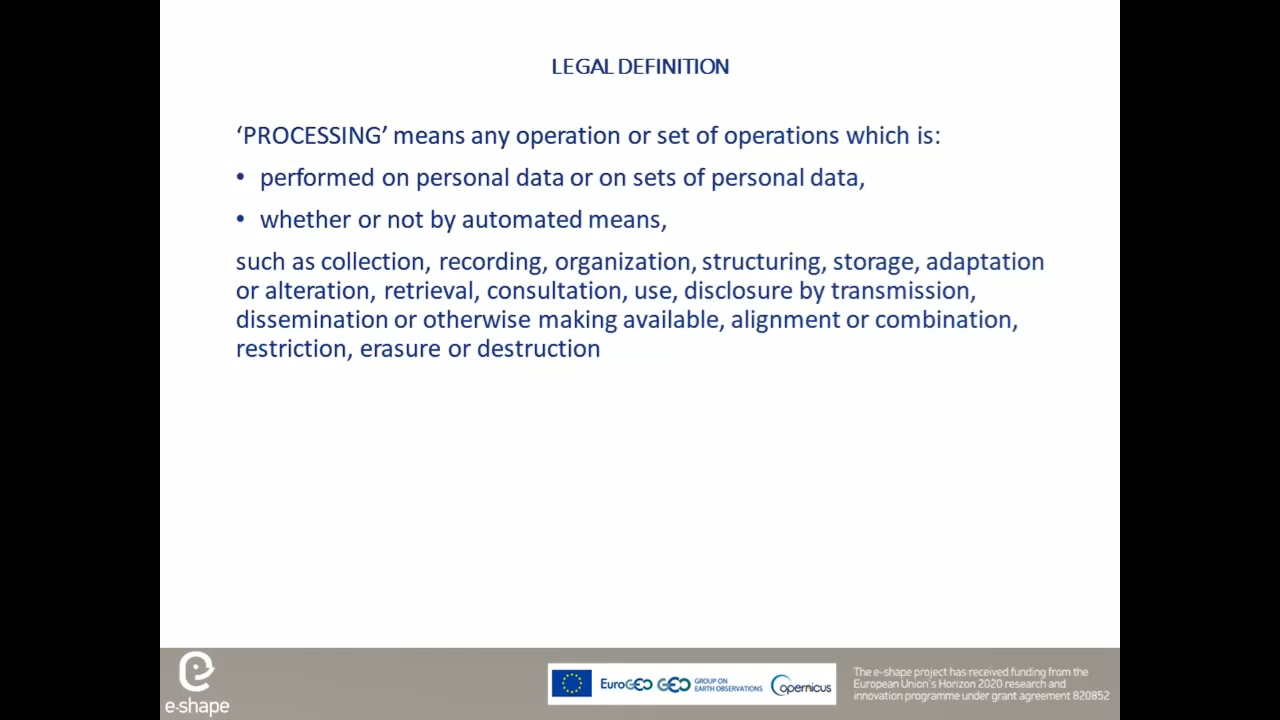 LEGAL DEFINITION
‘PROCESSING’ means any operation or set of operations which is:
• performed on personal data or on sets of personal data,
• whether or not by automated means,
such as collection, recording, organization, structuring, storage, adaptation
or alteration, retrieval, consultation, use, disclosure by transmission,
dissemination or otherwise making available, alignment or combination,
restriction, erasure or destruction
e-shape
EuroGEO GEO GROUP ON
EARTH OBSERVATIONS
Copernicus
The e-shape project has received funding from the
European Union's Horizon 2020 research and
innovation programme under grant agreement 820852